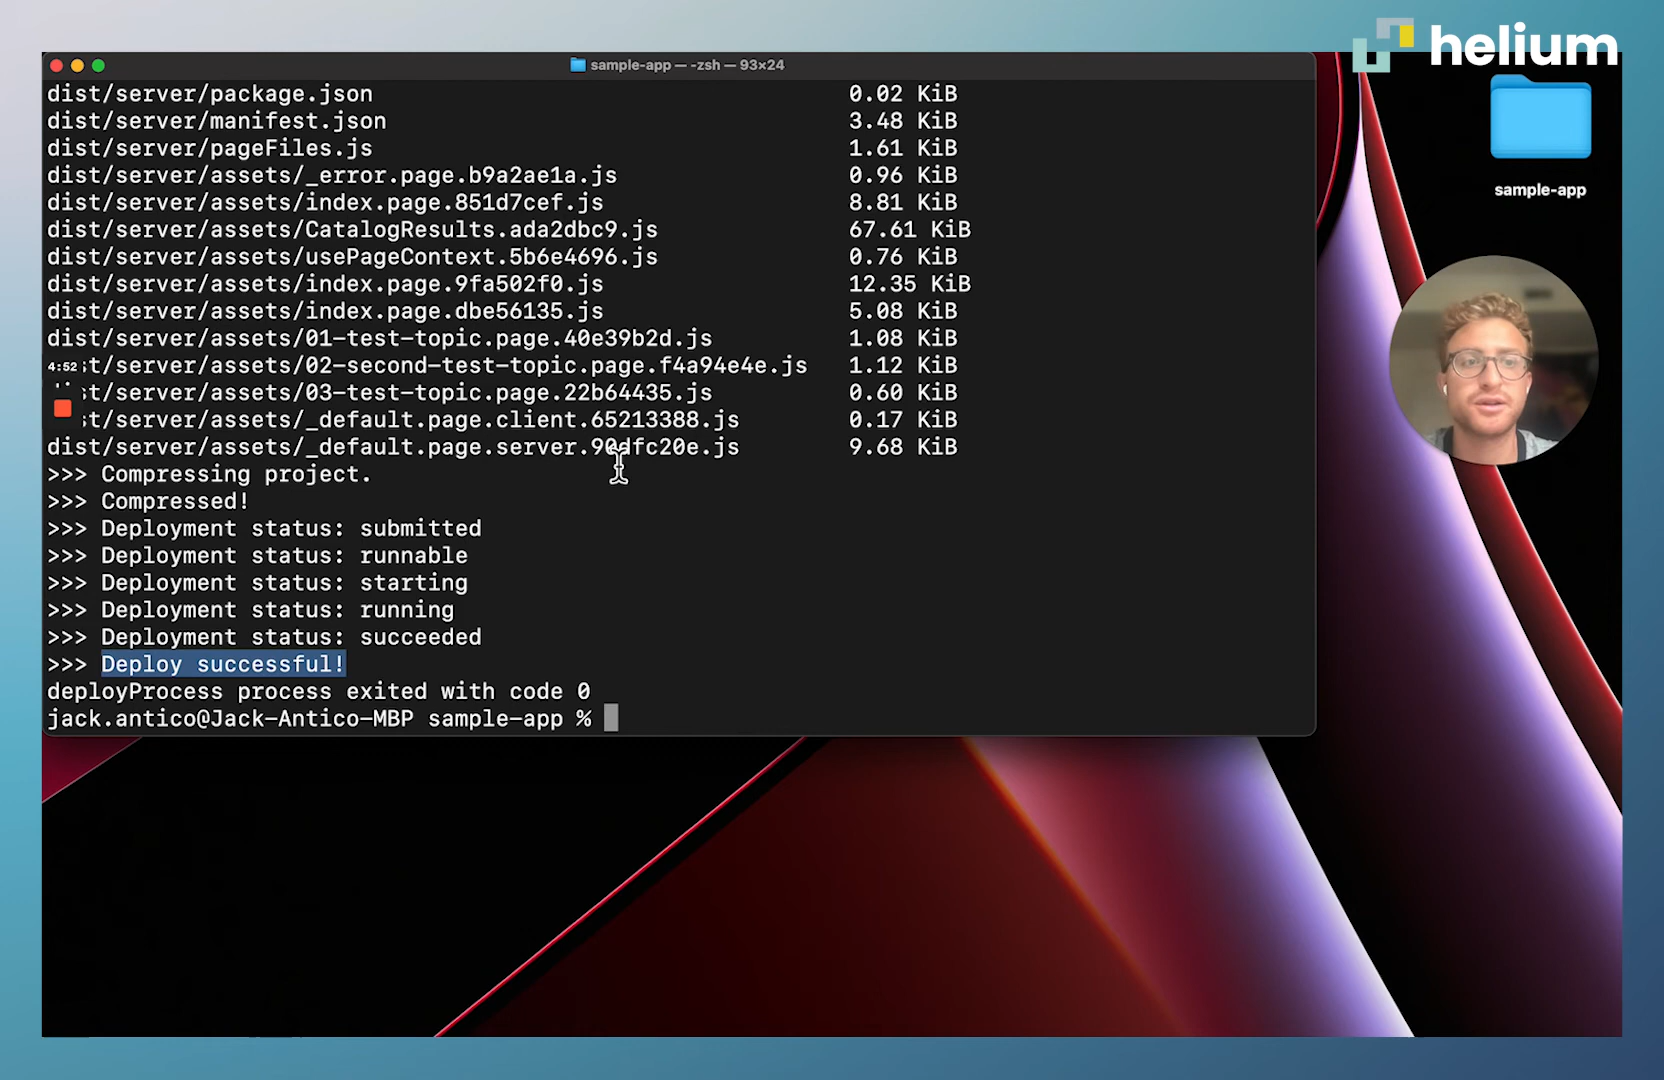 helium
sample-app — -zsh — 93×24
dist/server/package.json 0.02 KiB
dist/server/manifest.json 3.48 KiB
dist/server/pageFiles.js 1.61 KiB
dist/server/assets/_error.page.b9a2ae1a.js 0.96 KiB
dist/server/assets/index.page.851d7cef.js 8.81 KiB
dist/server/assets/CatalogResults.ada2dbc9.js 67.61 KiB
dist/server/assets/usePageContext.5b6e4696.js 0.76 KiB
dist/server/assets/index.page.9fa502f0.js 12.35 KiB
dist/server/assets/index.page.dbe56135.js 5.08 KiB
dist/server/assets/01-test-topic.page.40e39b2d.js 1.08 KiB
4:52 st/server/assets/02-second-test-topic.page.f4a94e4e.js 1.12 KiB
st/server/assets/03-test-topic.page.22b64435.js 0.60 KiB
st/server/assets/_default.page.client.65213388.js 0.17 KiB
dist/server/assets/_default.page.server.90dfc20e.js 9.68 KiB
>>> Compressing project.
>>> Compressed!
>>> Deployment status: submitted
>>> Deployment status: runnable
>>> Deployment status: starting
>>> Deployment status: running
>>> Deployment status: succeeded
>>> Deploy successful!
deployProcess process exited with code 0
jack.antico@Jack-Antico-MBP sample-app %
sample-app